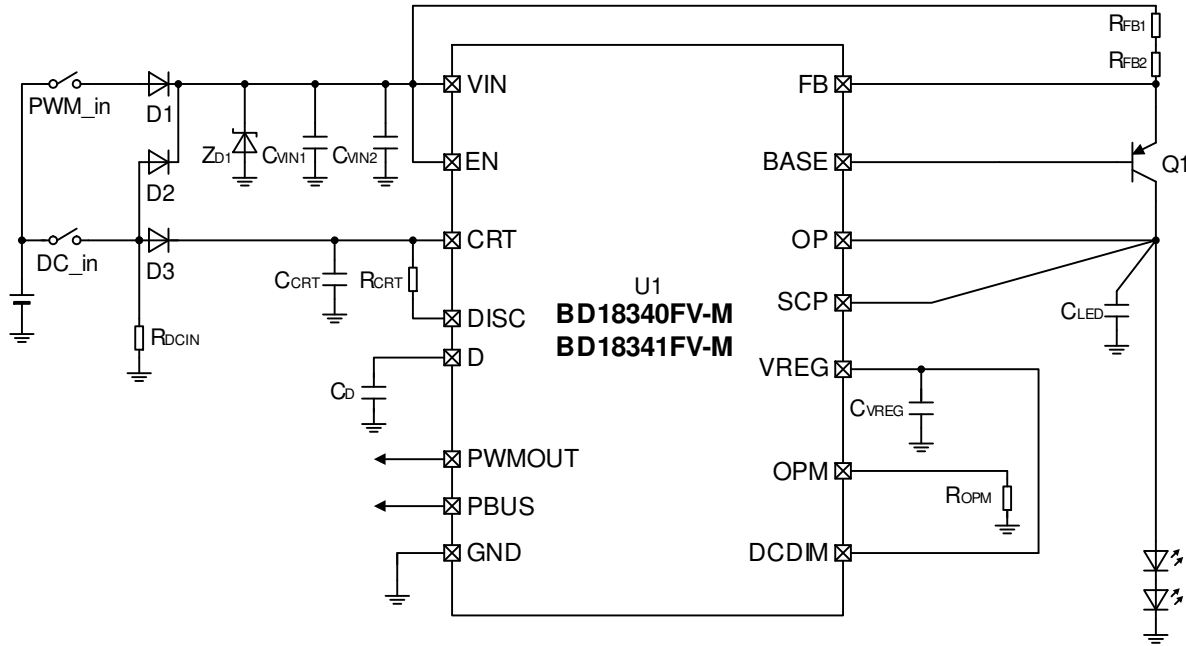 RFB1
RFB2
PWM_in
D1
D2
DC_in
D3
RDCIN
ZD1
CVIN1
CVIN2
CCRT
RCRT
CD
VIN
EN
CRT
DISC
D
PWMOUT
PBUS
GND
U1
BD18340FV-M
BD18341FV-M
FB
BASE
OP
SCP
VREG
OPM
DCDIM
Q1
CLED
CVREG
ROPM